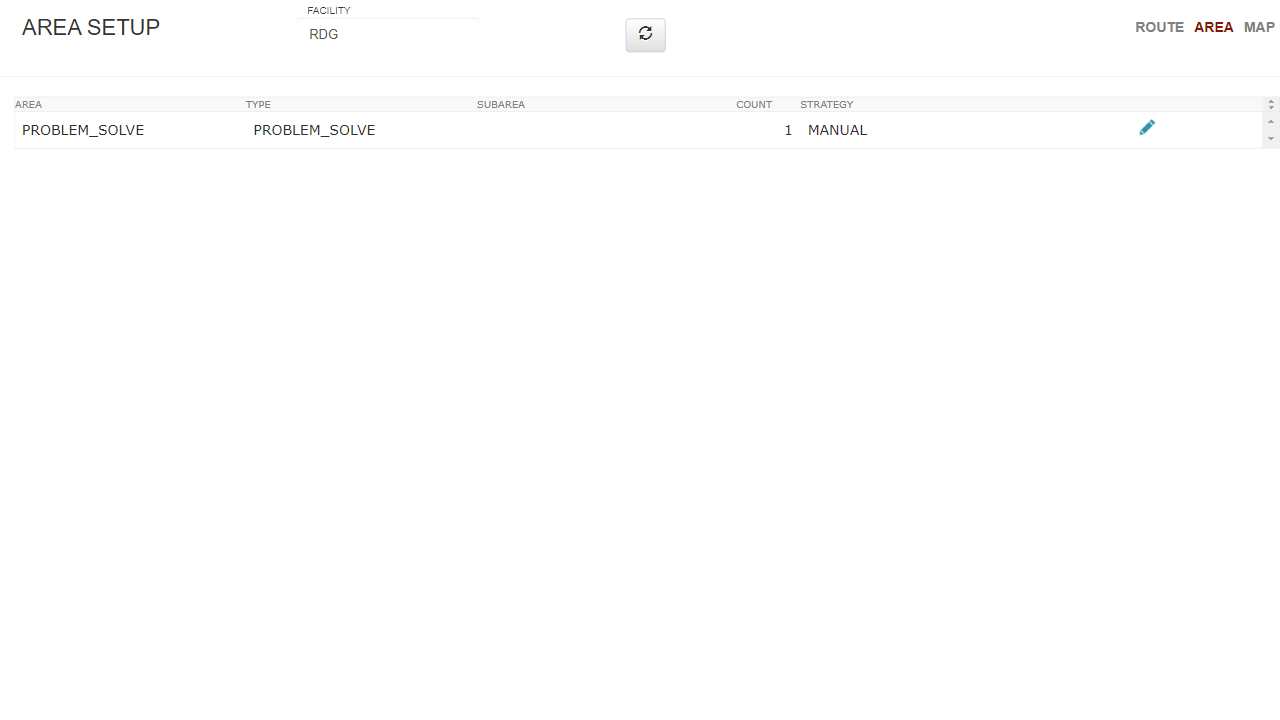 AREA SETUP
FACILITY
RDG
ROUTE AREA MAP
AREA TYPE SUBAREA COUNT STRATEGY
PROBLEM_SOLVE PROBLEM_SOLVE 1 MANUAL